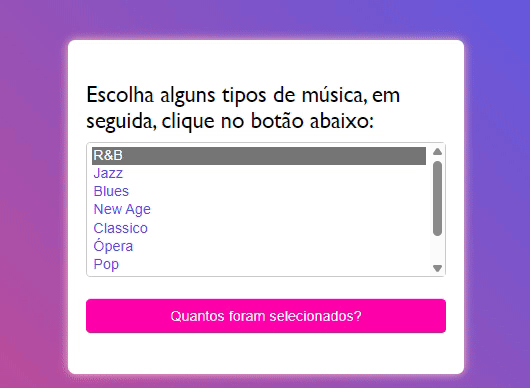 Escolha alguns tipos de música, em
seguida, clique no botão abaixo:
R&B
Jazz
Blues
New Age
Classico
Ópera
Pop
Quantos foram selecionados?